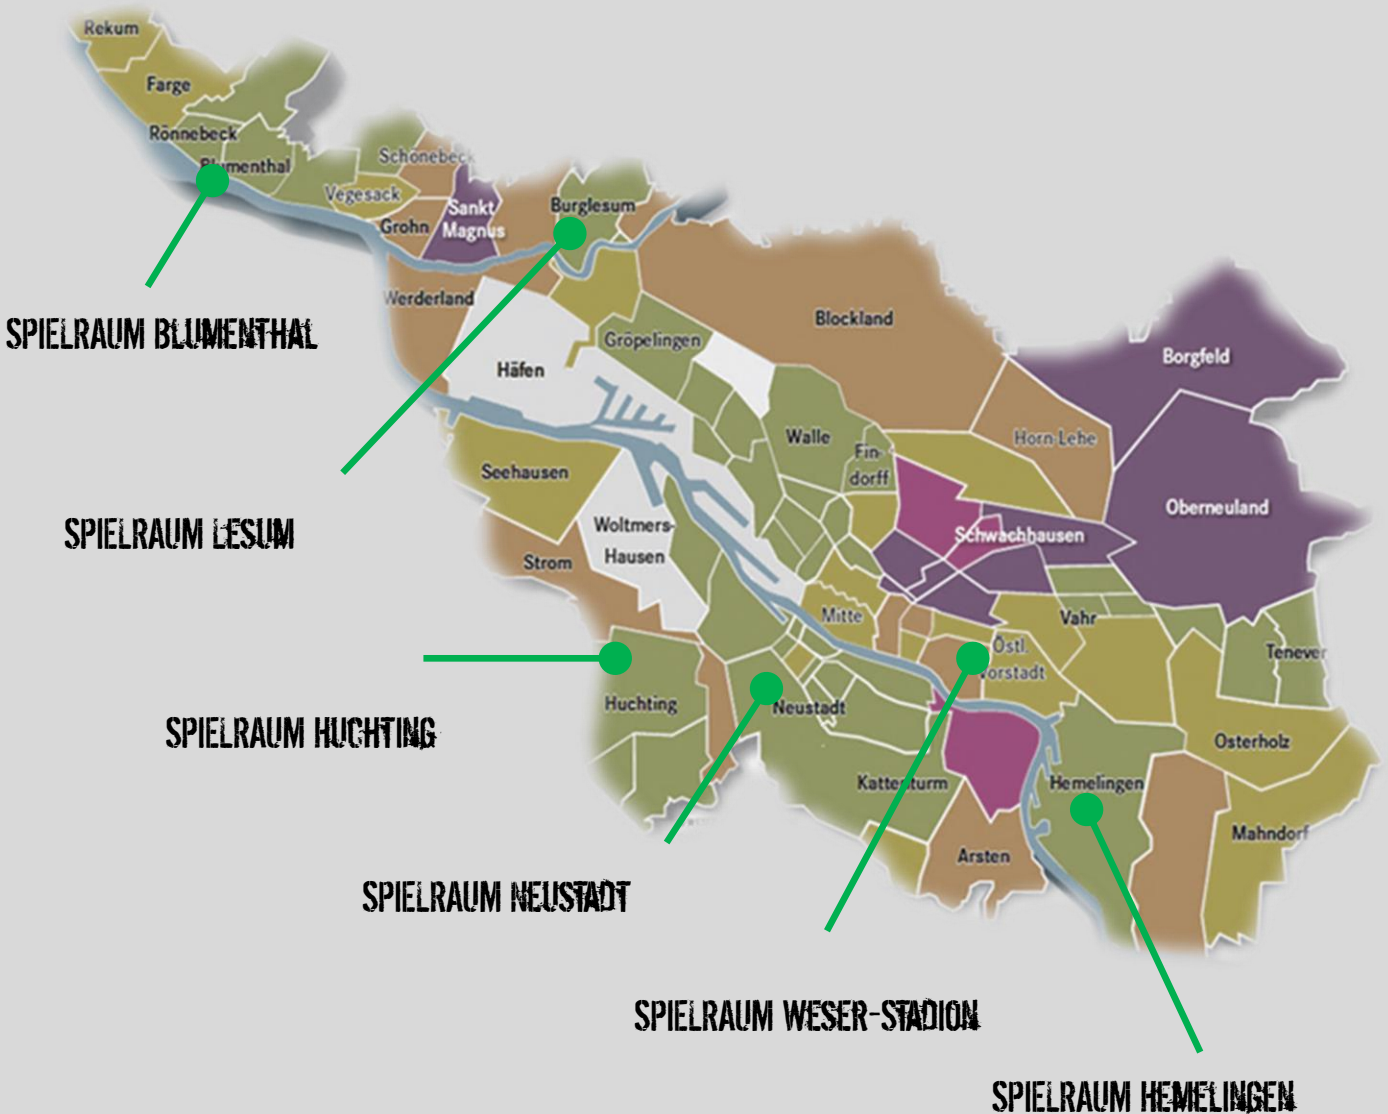 Rekum
Farge
Rönnebeck
Blumenthal
Schönebeck
Vegesack
Sankt
Magnus
Grohn
Burglesum
Werderland
Blockland
Gröpelingen
Häfen
Borgfeld
Walle
Fin-
dorff
Horn-Lehe
Seehausen
Oberneuland
Woltmers-
Hausen
Schwachhausen
Strom
Mitte
Vahr
Östl.
Vorstadt
Tenever
Huchting
Neustadt
Osterholz
Kattenturm
Hemelingen
Mahndorf
Arsten
SPIELRAUM BLUMENTHAL
SPIELRAUM LESUM
SPIELRAUM HUCHTING
SPIELRAUM NEUSTADT
SPIELRAUM WESER-STADION
SPIELRAUM HEMELINGEN